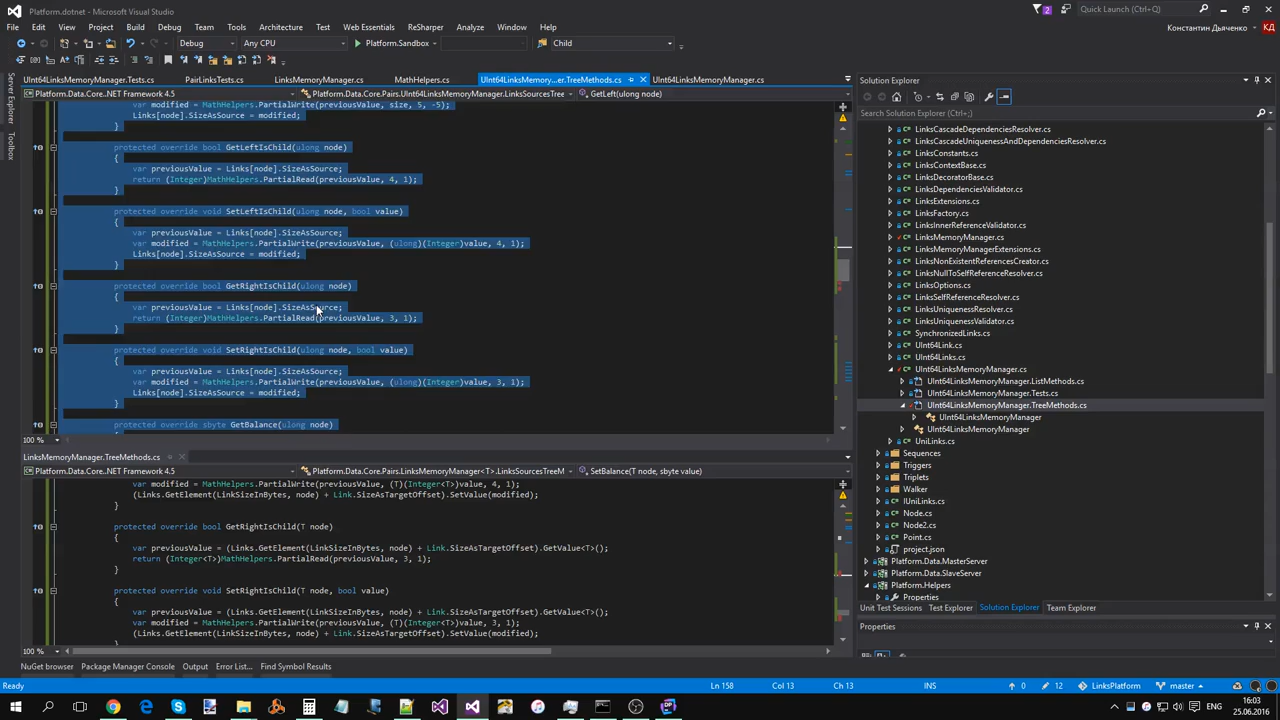 Platform.dotnet - Microsoft Visual Studio
2
Quick Launch (Ctrl+;)
File Edit View Project Build Debug Team Tools Architecture Test Web Essentials ReSharper Analyze Window Help
Константин Дьяченко КД
Debug Any CPU Platform.Sandbox Child
UInt64LinksMemoryManager.Tests.cs PairLinksTests.cs LinksMemoryManager.cs MathHelpers.cs UInt64LinksMemory...er.TreeMethods.cs UInt64LinksMemoryManager.cs
Platform.Data.Core..NET Framework 4.5 Platform.Data.Core.Pairs.UInt64LinksMemoryManager.LinksSourcesTree GetLeft(ulong node)
Server Explorer
Toolbox
var modified = MathHelpers.PartialWrite(previousValue, size, 5, -5);
Links[node].SizeAsSource = modified;
}
protected override bool GetLeftIsChild(ulong node)
{
var previousValue = Links[node].SizeAsSource;
return (Integer)MathHelpers.PartialRead(previousValue, 4, 1);
}
protected override void SetLeftIsChild(ulong node, bool value)
{
var previousValue = Links[node].SizeAsSource;
var modified = MathHelpers.PartialWrite(previousValue, (ulong)(Integer)value, 4, 1);
Links[node].SizeAsSource = modified;
}
protected override bool GetRightIsChild(ulong node)
{
var previousValue = Links[node].SizeAsSource;
return (Integer)MathHelpers.PartialRead(previousValue, 3, 1);
}
protected override void SetRightIsChild(ulong node, bool value)
{
var previousValue = Links[node].SizeAsSource;
var modified = MathHelpers.PartialWrite(previousValue, (ulong)(Integer)value, 3, 1);
Links[node].SizeAsSource = modified;
}
protected override sbyte GetBalance(ulong node)
100 %
LinksMemoryManager.TreeMethods.cs
Platform.Data.Core..NET Framework 4.5 Platform.Data.Core.Pairs.LinksMemoryManager<T>.LinksSourcesTreeM SetBalance(T node, sbyte value)
var modified = MathHelpers.PartialWrite(previousValue, (T)(Integer<T>)value, 4, 1);
(Links.GetElement(LinkSizeInBytes, node) + Link.SizeAsTargetOffset).SetValue(modified);
}
protected override bool GetRightIsChild(T node)
{
var previousValue = (Links.GetElement(LinkSizeInBytes, node) + Link.SizeAsTargetOffset).GetValue<T>();
return (Integer<T>)MathHelpers.PartialRead(previousValue, 3, 1);
}
protected override void SetRightIsChild(T node, bool value)
{
var previousValue = (Links.GetElement(LinkSizeInBytes, node) + Link.SizeAsTargetOffset).GetValue<T>();
var modified = MathHelpers.PartialWrite(previousValue, (T)(Integer<T>)value, 3, 1);
(Links.GetElement(LinkSizeInBytes, node) + Link.SizeAsTargetOffset).SetValue(modified);
}
100 %
Solution Explorer
Search Solution Explorer (Ctrl+;)
LinksCascadeDependenciesResolver.cs
LinksCascadeUniquenessAndDependenciesResolver.cs
LinksConstants.cs
LinksContextBase.cs
LinksDecoratorBase.cs
LinksDependenciesValidator.cs
LinksExtensions.cs
LinksFactory.cs
LinksInnerReferenceValidator.cs
LinksMemoryManager.cs
LinksMemoryManagerExtensions.cs
LinksNonExistentReferencesCreator.cs
LinksNullToSelfReferenceResolver.cs
LinksOptions.cs
LinksSelfReferenceResolver.cs
LinksUniquenessResolver.cs
LinksUniquenessValidator.cs
SynchronizedLinks.cs
UInt64Link.cs
UInt64Links.cs
UInt64LinksMemoryManager.cs
UInt64LinksMemoryManager.ListMethods.cs
UInt64LinksMemoryManager.Tests.cs
UInt64LinksMemoryManager.TreeMethods.cs
UInt64LinksMemoryManager
UInt64LinksMemoryManager
UniLinks.cs
Sequences
Triggers
Triplets
Walker
IUniLinks.cs
Node.cs
Node2.cs
Point.cs
project.json
Platform.Data.MasterServer
Platform.Data.SlaveServer
Platform.Helpers
Properties
Unit Test Sessions Test Explorer Solution Explorer Team Explorer
Properties
NuGet browser Package Manager Console Output Error List... Find Symbol Results
Ready Ln 158 Col 13 Ch 13 INS 0 12 LinksPlatform master
ENG 16:03
25.06.2016